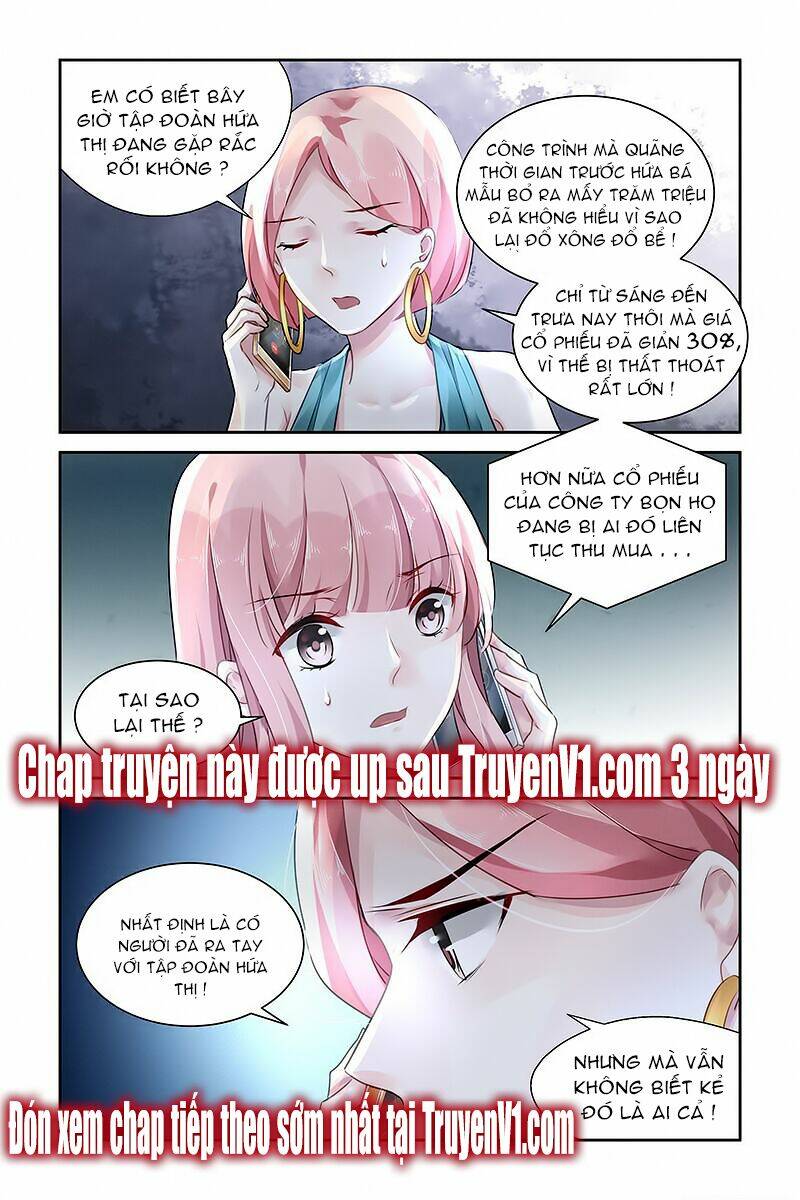 EM CÓ BIẾT BÂY
GIỜ TẬP ĐOÀN HỨA
THỊ ĐANG GẶP RẮC
RỐI KHÔNG ?
CÔNG TRÌNH MÀ QUÃNG
THỜI GIAN TRƯỚC HỨA BÁ
MẪU BỎ RA MẤY TRĂM TRIỆU
ĐÃ KHÔNG HIỂU VÌ SAO
LẠI ĐỔ XÔNG ĐỔ BỂ !
CHỈ TỪ SÁNG ĐẾN
TRƯA NAY THÔI MÀ GIÁ
CỔ PHIẾU ĐÃ GIẢN 30%,
VÌ THẾ BỊ THẤT THOÁT
RẤT LỚN !
HƠN NỮA CỔ PHIẾU
CỦA CÔNG TY BỌN HỌ
ĐANG BỊ AI ĐÓ LIÊN
TỤC THU MUA . . .
TẠI SAO
LẠI THẾ ?
Chap truyện này được up sau TruyenV1.com 3 ngày
NHẤT ĐỊNH LÀ CÓ
NGƯỜI ĐÃ RA TAY
VỚI TẬP ĐOÀN HỨA
THỊ !
NHƯNG MÀ VẪN
KHÔNG BIẾT KẺ
ĐÓ LÀ AI CẢ !
Đón xem chap tiếp theo sớm nhất tại TruyenV1.com